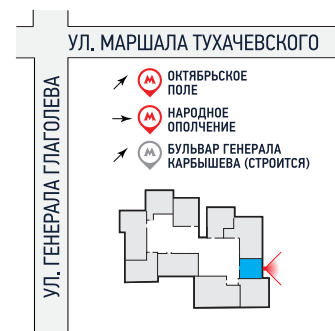 УЛ. МАРШАЛА ТУХАЧЕВСКОГО
ОКТЯБРЬСКОЕ
ПОЛЕ
НАРОДНОЕ
ОПОЛЧЕНИЕ
БУЛЬВАР ГЕНЕРАЛА
КАРБЫШЕВА (СТРОИТСЯ)
УЛ. ГЕНЕРАЛА ГЛАГОЛЕВА